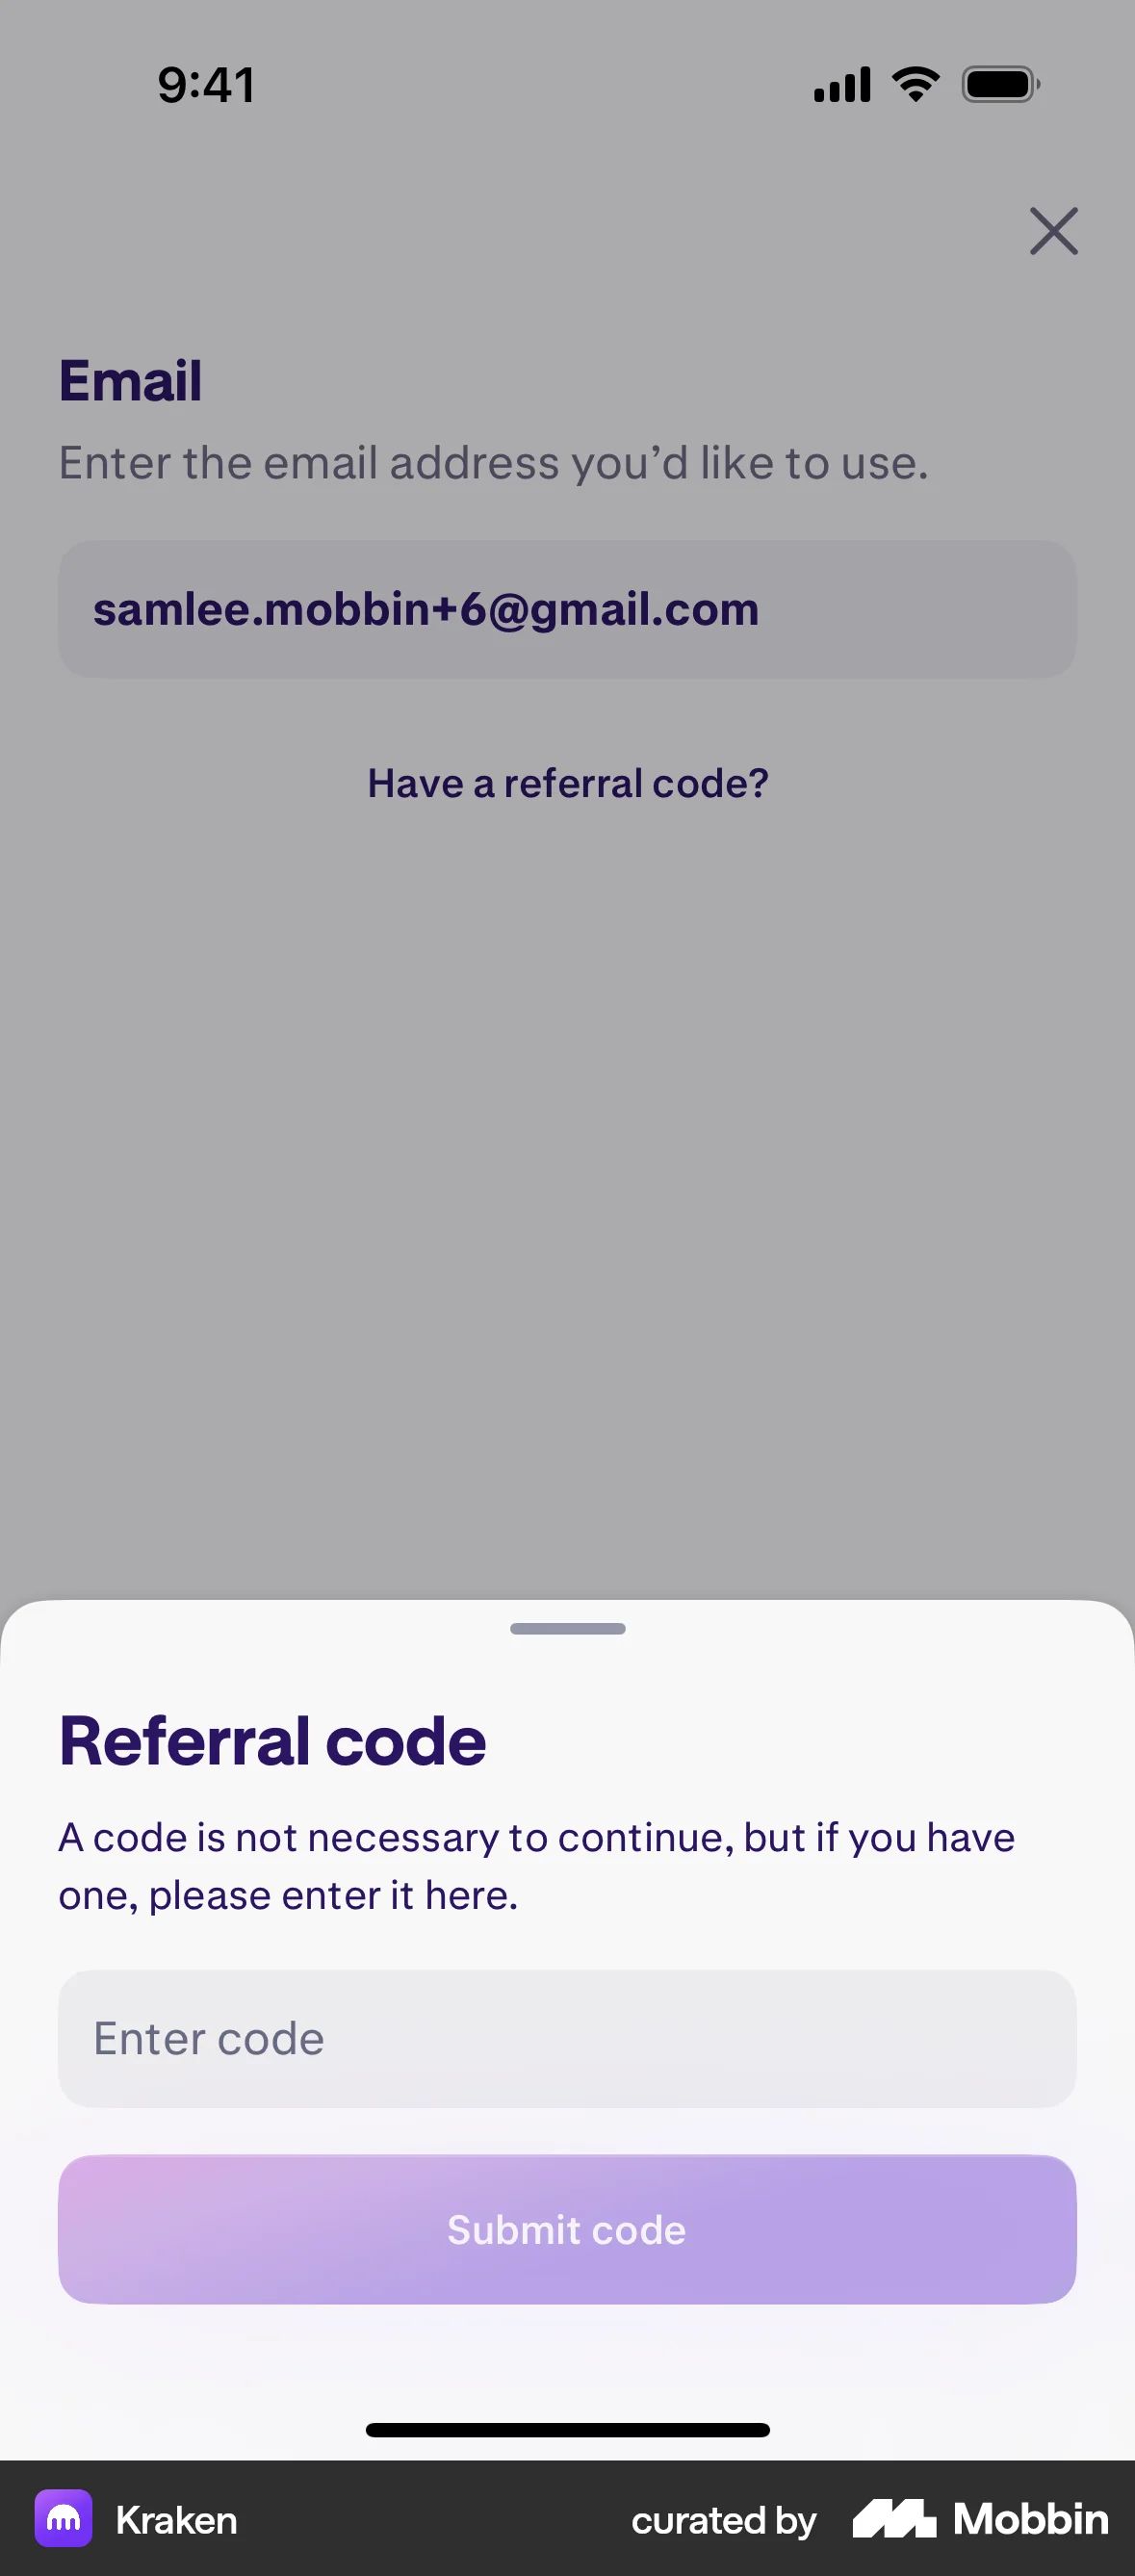 9:41
Email
Enter the email address you’d like to use.
samlee.mobbin+6@gmail.com
Have a referral code?
Referral code
A code is not necessary to continue, but if you have
one, please enter it here.
Enter code
Submit code
Kraken
curated by Mobbin